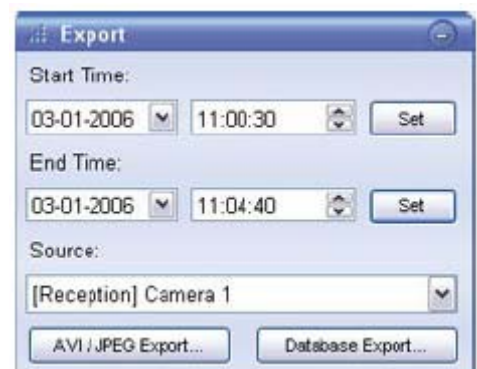 Export
Start Time:
03-01-2006 11:00:30 Set
End Time:
03-01-2006 11:04:40 Set
Source:
[Reception] Camera 1
AVI / JPEG Export... Database Export...